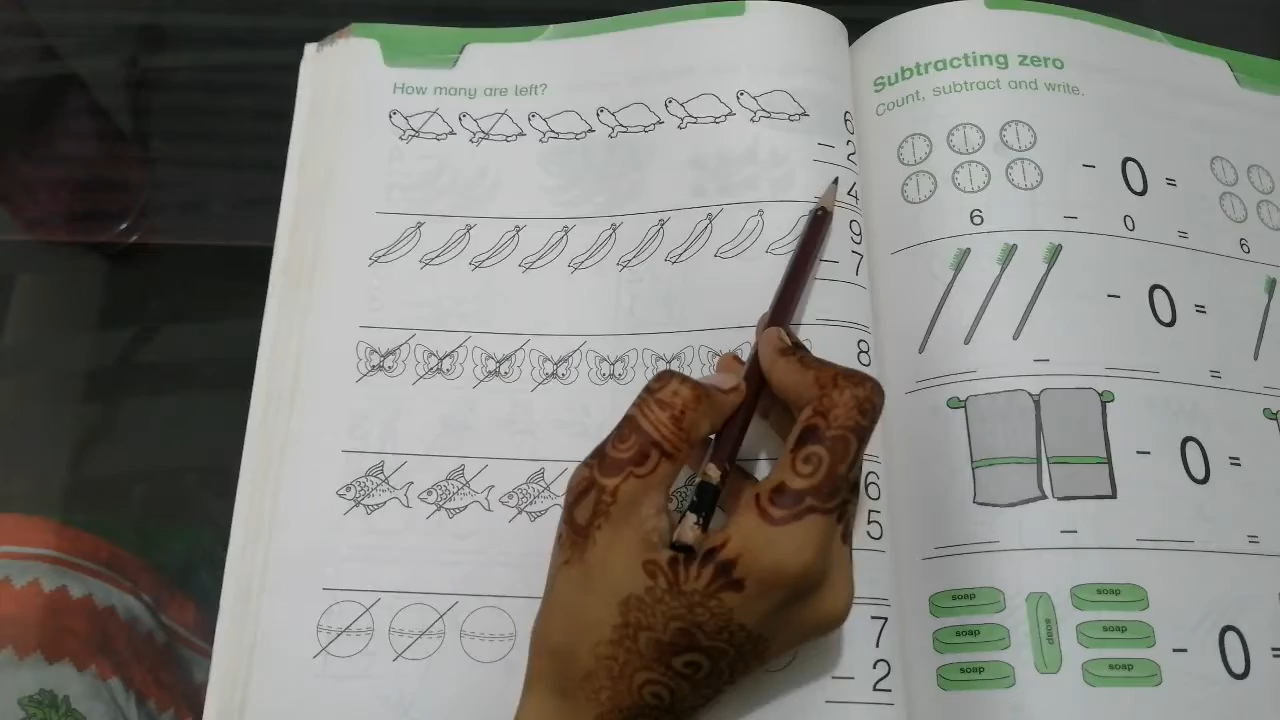 How many are left?
6
- 2
4
10
- 7
8
6
5
7
- 2
Subtracting zero
Count, subtract and write.
- 0 =
6 - 0 = 6
- 0 =
- =
- 0 =
- =
soap soap
soap soap soap
soap soap
- 0 =